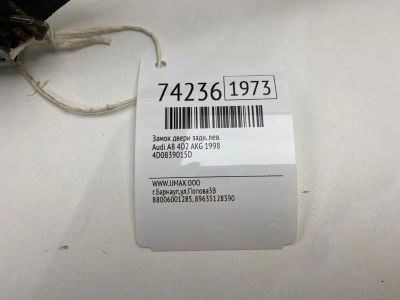 74236 1973
Замок двери задн. лев.
Audi A8 4D2 AKG 1998
4D0839015D
WWW.UMAX.OOO
г.Барнаул,ул.Попова3В
88006001285, 89635128390